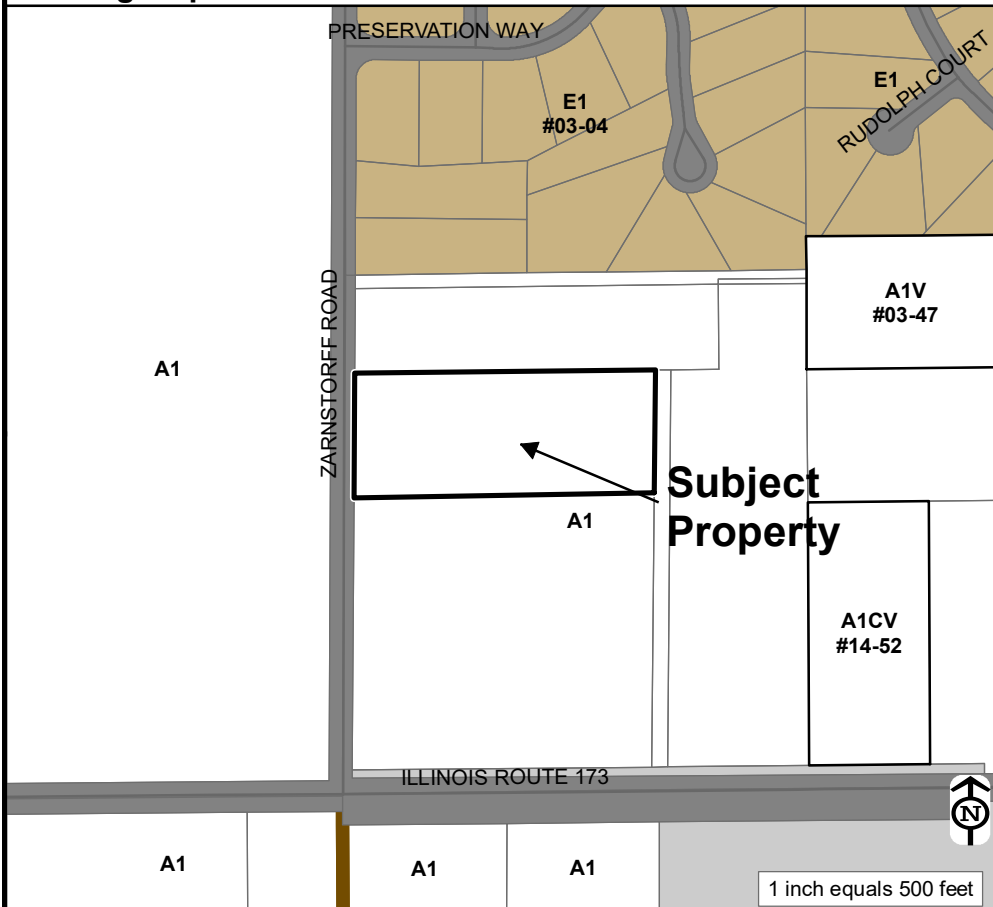 PRESERVATION WAY
E1
#03-04
E1
RUDOLPH COURT
A1V
#03-47
ZARNSTORFF ROAD
A1
Subject
Property
A1
A1CV
#14-52
ILLINOIS ROUTE 173
N
A1
A1
A1
1 inch equals 500 feet